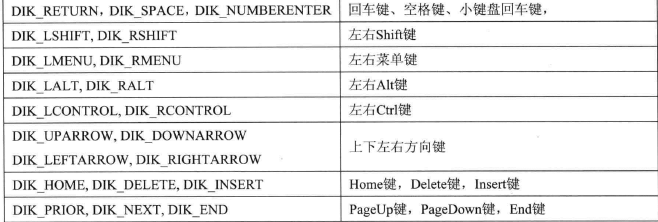 DIK_RETURN, DIK_SPACE, DIK_NUMBERENTER 回车键、空格键、小键盘回车键,
DIK_LSHIFT, DIK_RSHIFT 左右Shift键
DIK_LMENU, DIK_RMENU 左右菜单键
DIK_LALT, DIK_RALT 左右Alt键
DIK_LCONTROL, DIK_RCONTROL 左右Ctrl键
DIK_UPARROW, DIK_DOWNARROW
DIK_LEFTARROW, DIK_RIGHTARROW
上下左右方向键
DIK_HOME, DIK_DELETE, DIK_INSERT Home键，Delete键，Insert键
DIK_PRIOR, DIK_NEXT, DIK_END PageUp键，PageDown键，End键